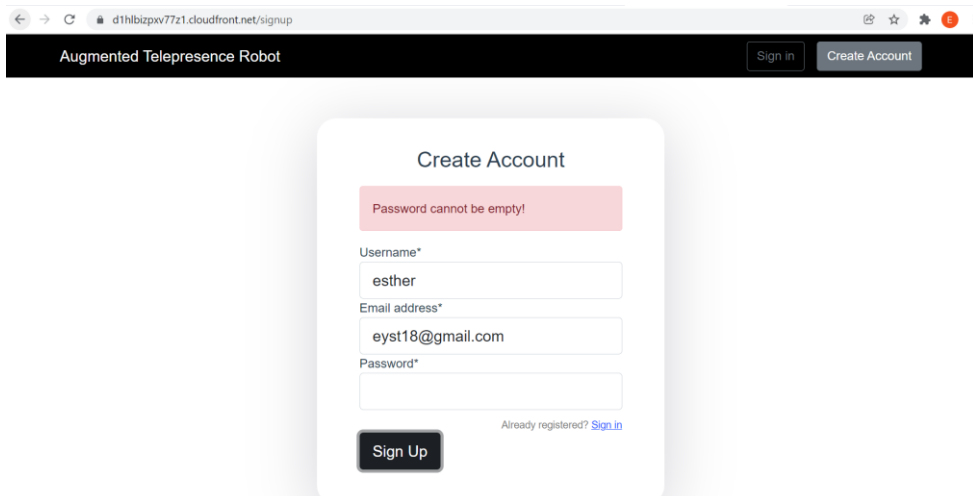 d1hlbizpxv77z1.cloudfront.net/signup
E
Augmented Telepresence Robot
Sign in
Create Account
Create Account
Password cannot be empty!
Username*
esther
Email address*
eyst18@gmail.com
Password*
Already registered? Sign in
Sign Up